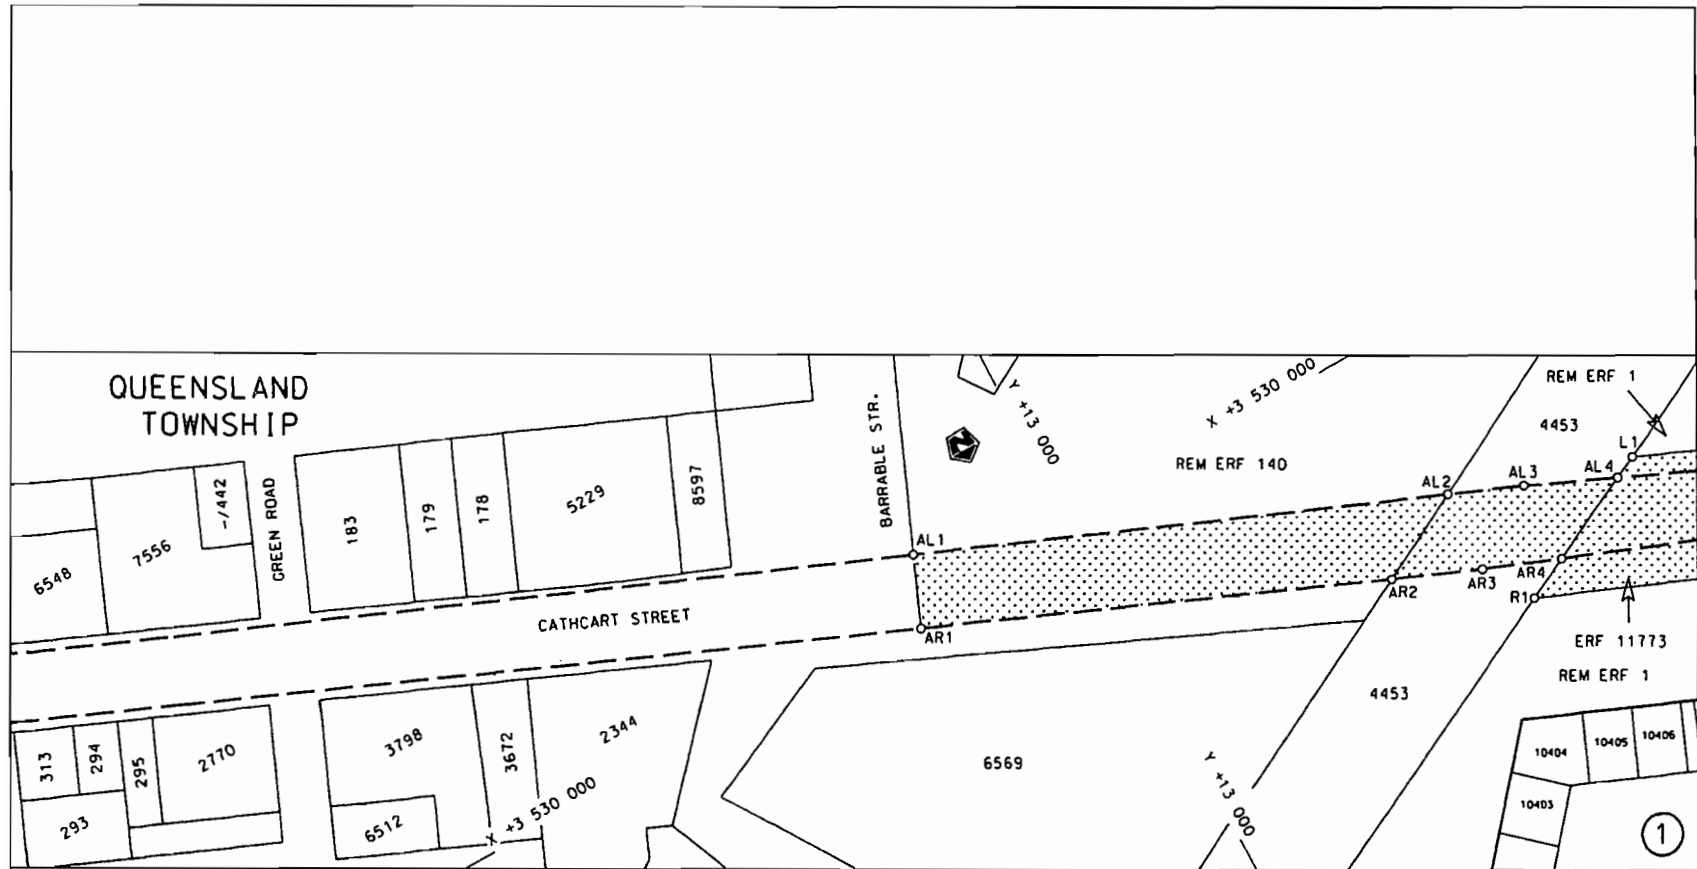 QUEENSLAND
TOWNSHIP
REM ERF 1
4453
X +3 530 000
Y +13 000
BARRABLE STR.
REM ERF 140
L1
AL4
AL3
AL2
AL1
-/442
GREEN ROAD
183
179
178
5229
8597
7556
6548
CATHCART STREET
AR1
AR2
AR3
AR4
R1
ERF 11773
REM ERF 1
4453
313
294
295
2770
293
3798
3672
2344
6512
X +3 530 000
6569
Y +13 000
10404
10405
10406
10403
1